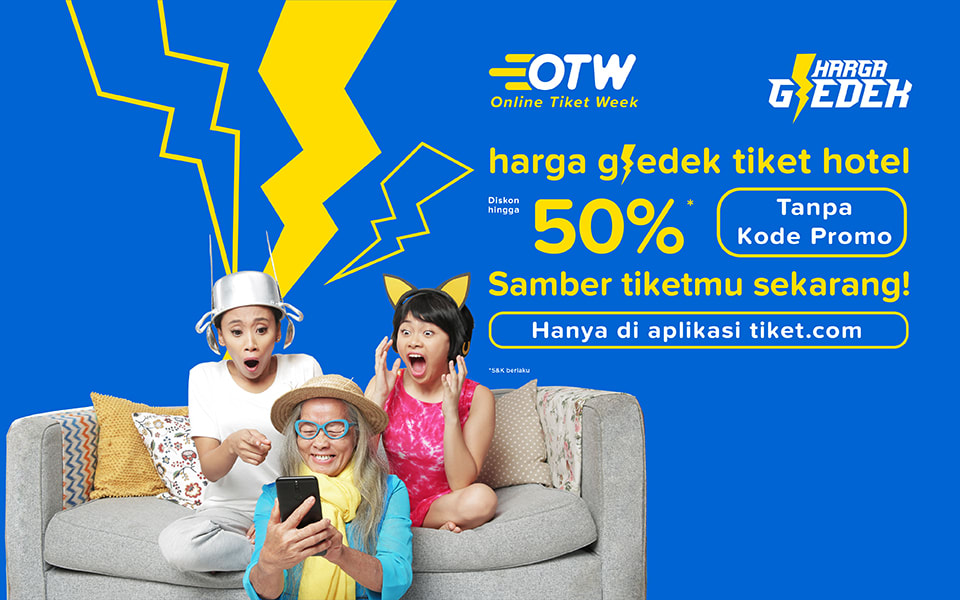 OTW
Online Tiket Week
HARGA
GLEDEK
harga gledek tiket hotel
Diskon
hingga
50%*
Tanpa
Kode Promo
Samber tiketmu sekarang!
Hanya di aplikasi tiket.com
*S&K berlaku